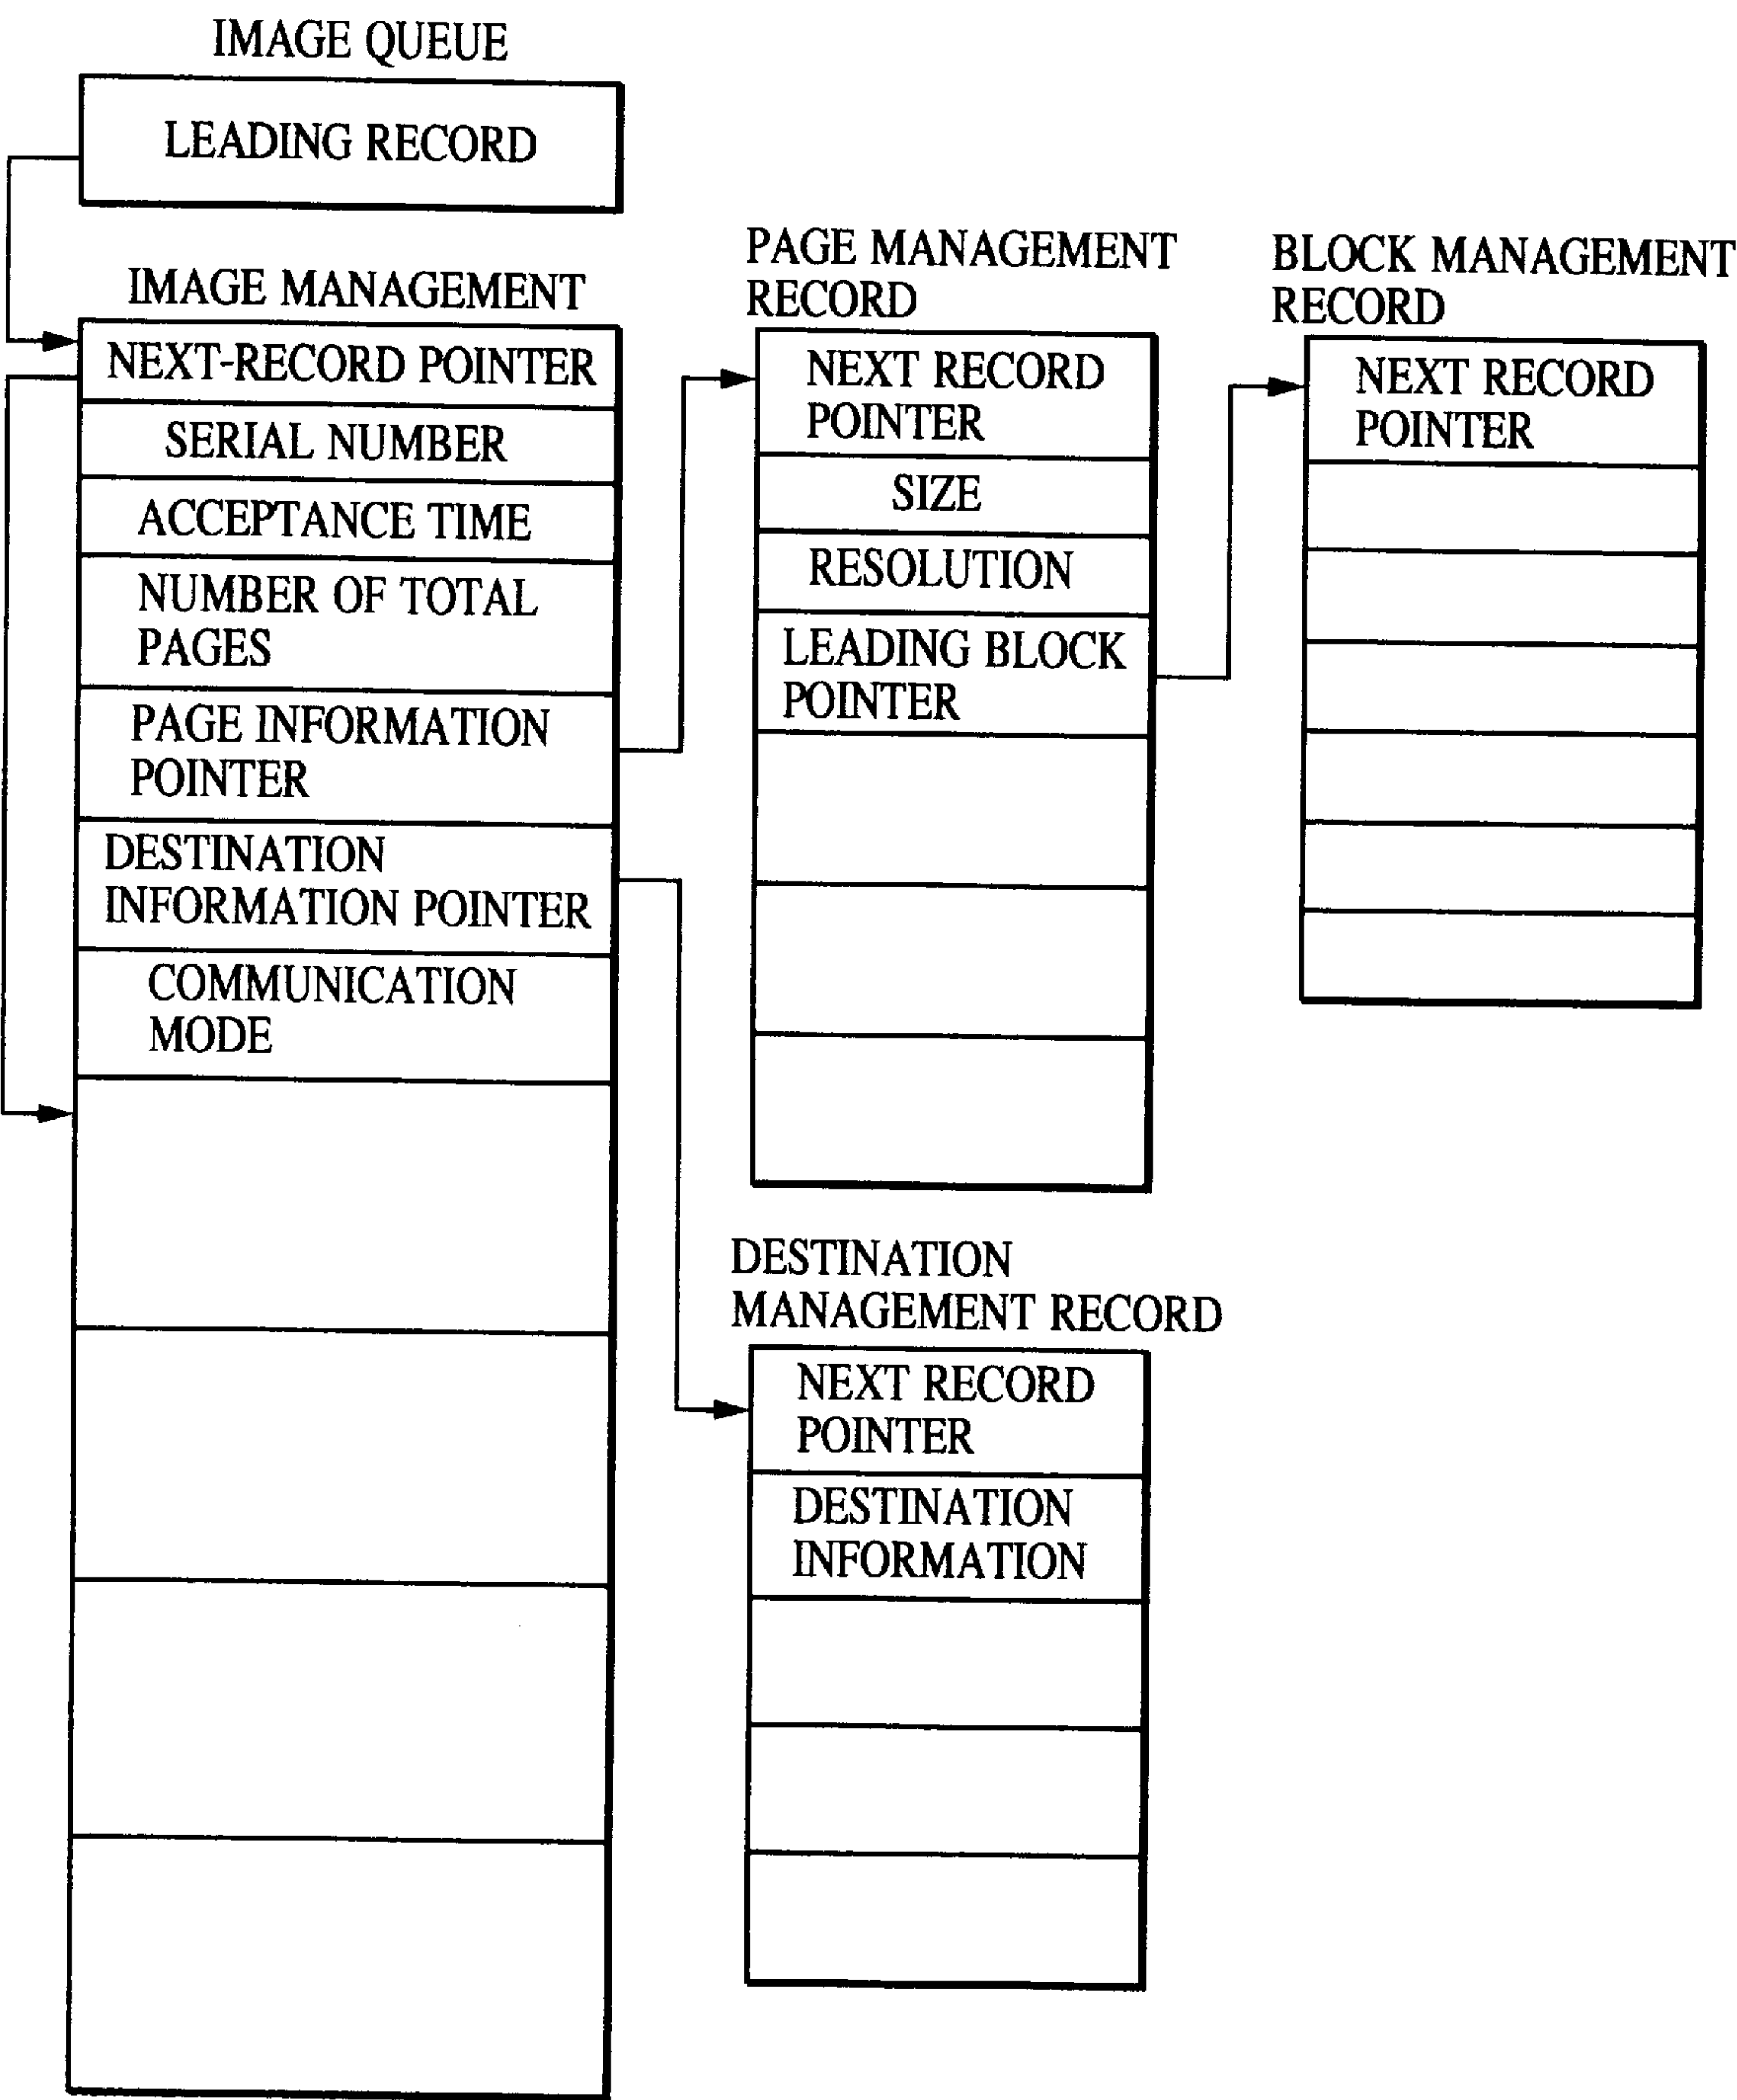 IMAGE QUEUE
LEADING RECORD
IMAGE MANAGEMENT
NEXT-RECORD POINTER
SERIAL NUMBER
ACCEPTANCE TIME
NUMBER OF TOTAL
PAGES
PAGE INFORMATION
POINTER
DESTINATION
INFORMATION POINTER
COMMUNICATION
MODE
PAGE MANAGEMENT
RECORD
NEXT RECORD
POINTER
SIZE
RESOLUTION
LEADING BLOCK
POINTER
BLOCK MANAGEMENT
RECORD
NEXT RECORD
POINTER
DESTINATION
MANAGEMENT RECORD
NEXT RECORD
POINTER
DESTINATION
INFORMATION